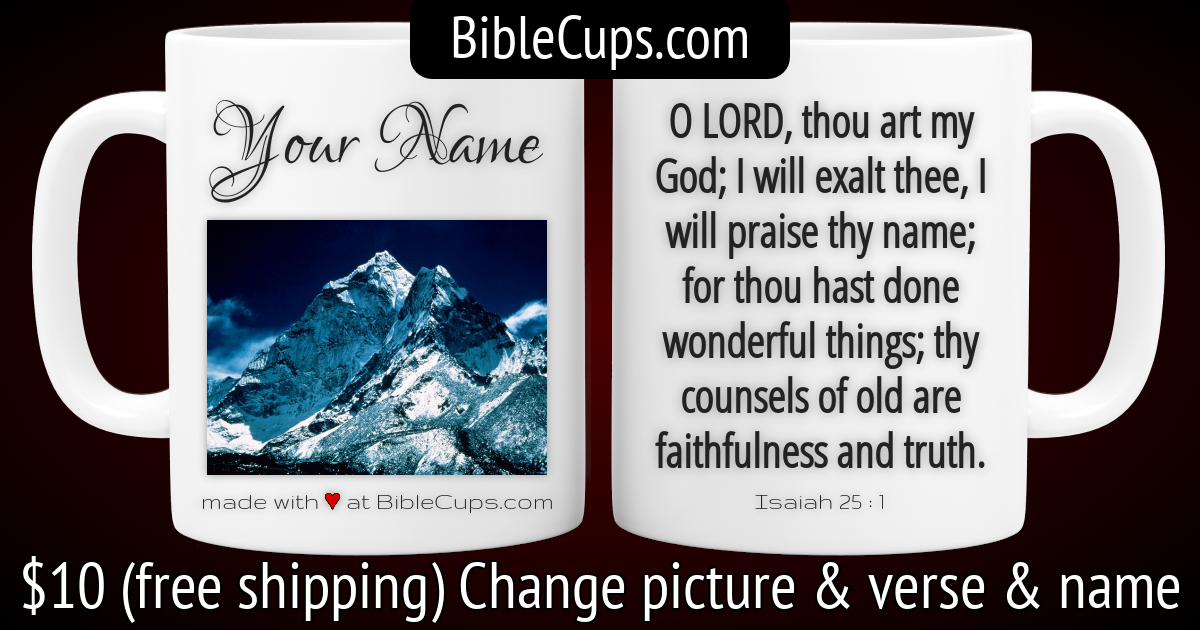 BibleCups.com
Your Name
made with ♥ at BibleCups.com
O LORD, thou art my
God; I will exalt thee, I
will praise thy name;
for thou hast done
wonderful things; thy
counsels of old are
faithfulness and truth.
Isaiah 25 : 1
$10 (free shipping) Change picture & verse & name